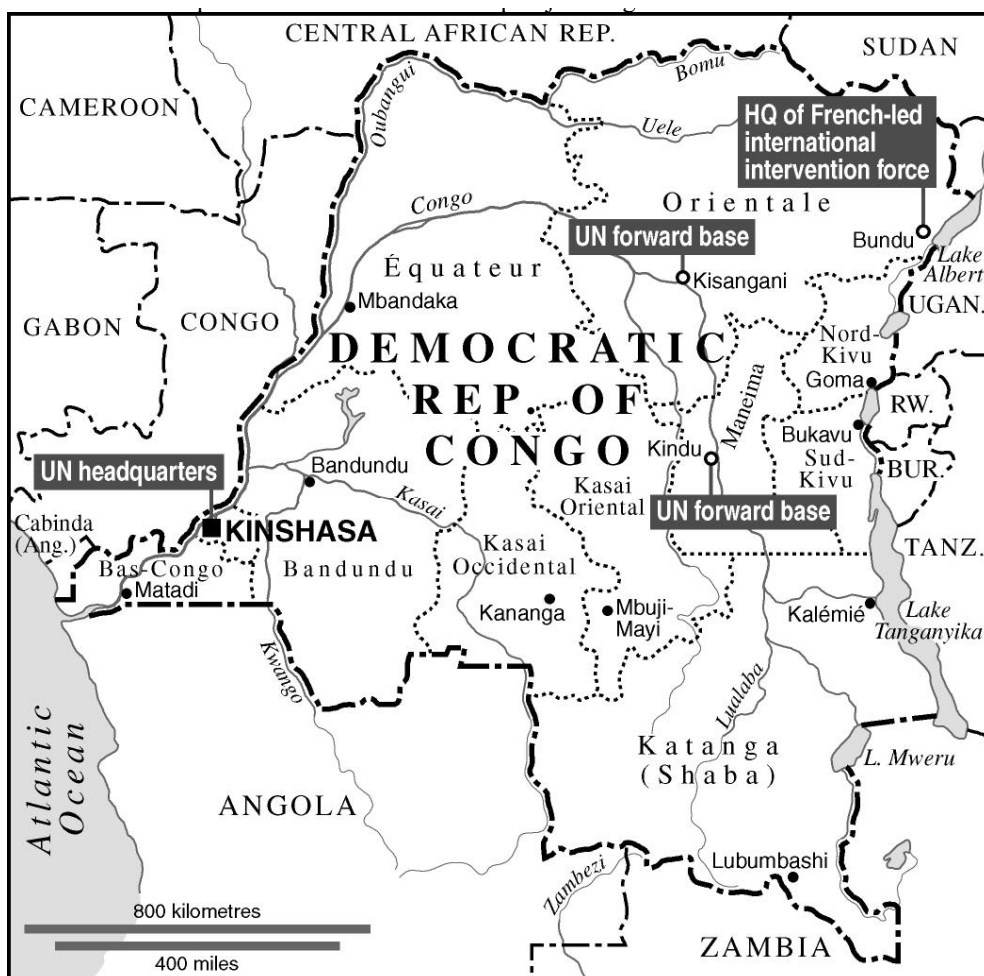 CENTRAL AFRICAN REP.
SUDAN
CAMEROON
Oubangui
Bomu
Uele
HQ of French-led
international
intervention force
Congo
Orientale
UN forward base
Bundu
Lake
Albert
Équateur
Kisangani
Mbandaka
UGAN.
GABON
CONGO
Nord-
Kivu
Goma
DEMOCRATIC
REP. OF
CONGO
Maneima
RW.
Bukavu
Sud-
Kivu
BUR.
UN headquarters
Bandundu
Kindu
Kasai
Kasai
Oriental
UN forward base
Cabinda
(Ang.)
KINSHASA
TANZ.
Bas-Congo
Bandundu
Kasai
Occidental
Matadi
Kananga
Mbuji-
Mayi
Kalémié
Lake
Tanganyika
Kwango
Lualaba
Katanga
(Shaba)
L. Mweru
Atlantic
Ocean
ANGOLA
Lubumbashi
Zambezi
800 kilometres
400 miles
ZAMBIA